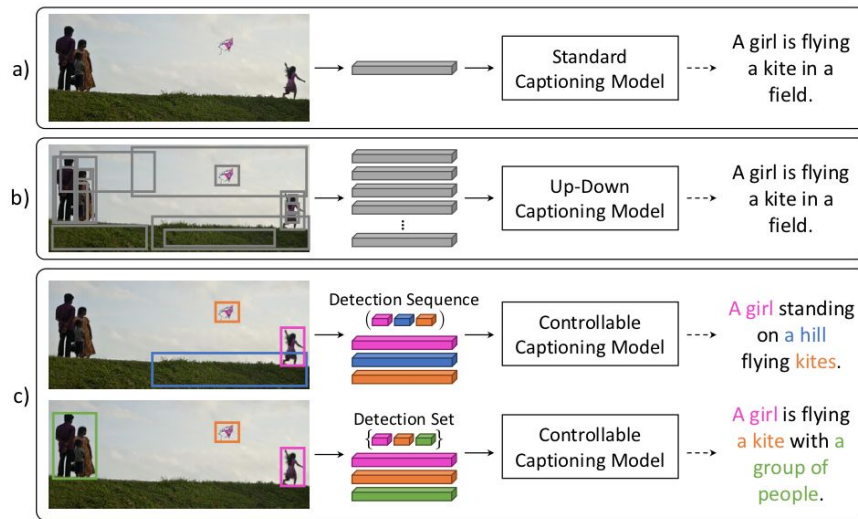 a)
Standard
Captioning Model
A girl is flying
a kite in a
field.
b)
Up-Down
Captioning Model
A girl is flying
a kite in a
field.
c)
Detection Sequence
Controllable
Captioning Model
A girl standing
on a hill
flying kites.
Detection Set
Controllable
Captioning Model
A girl is flying
a kite with a
group of
people.